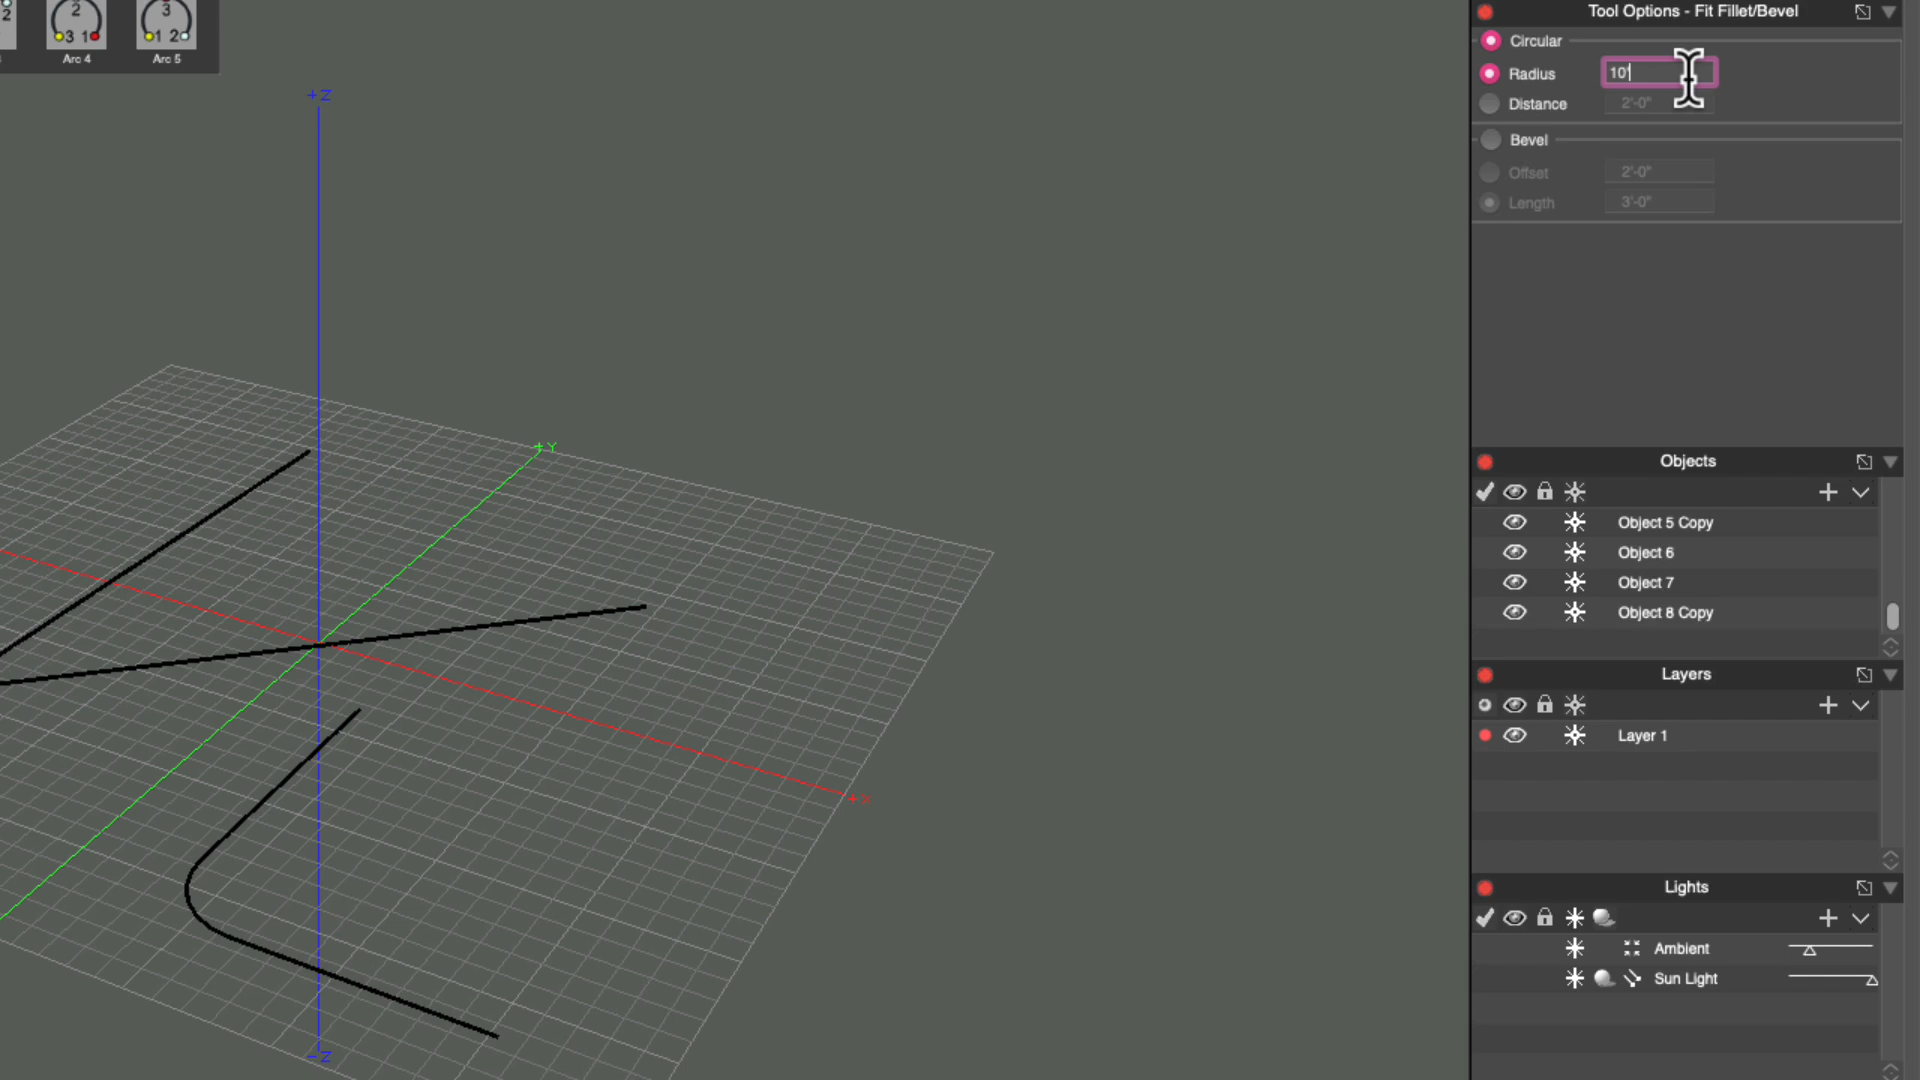 2
2
3 1
Arc 4
3
1 2
Arc 5
+Z
+Y
+X
-Z
Tool Options - Fit Fillet/Bevel
Circular
Radius 10'
Distance 2'-0"
Bevel
Offset 2'-0"
Length 3'-0"
Objects
Object 5 Copy
Object 6
Object 7
Object 8 Copy
Layers
Layer 1
Lights
Ambient
Sun Light